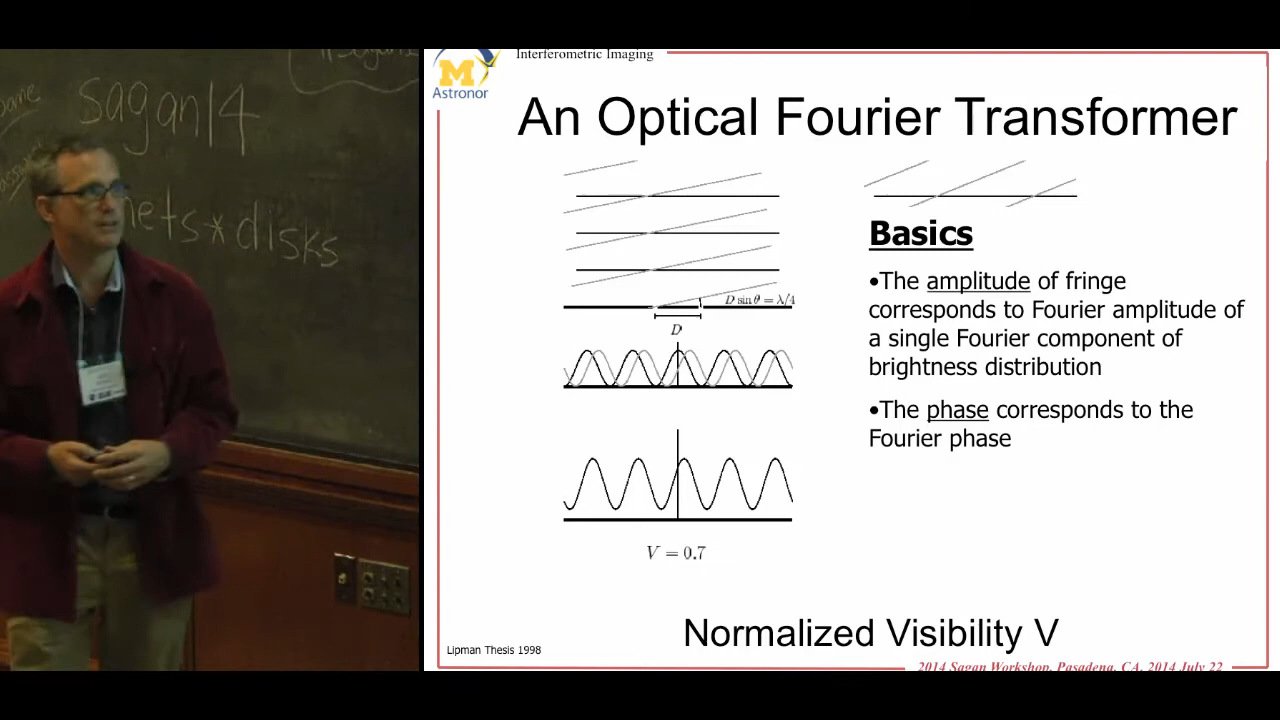 sagan14
nets*disks
Interferometric Imaging
M
Astronor
An Optical Fourier Transformer
D sin θ = λ/4
D
V = 0.7
Basics
•The amplitude of fringe
corresponds to Fourier amplitude of
a single Fourier component of
brightness distribution
•The phase corresponds to the
Fourier phase
Normalized Visibility V
Lipman Thesis 1998
2014 Sagan Workshop, Pasadena, CA, 2014 July 22